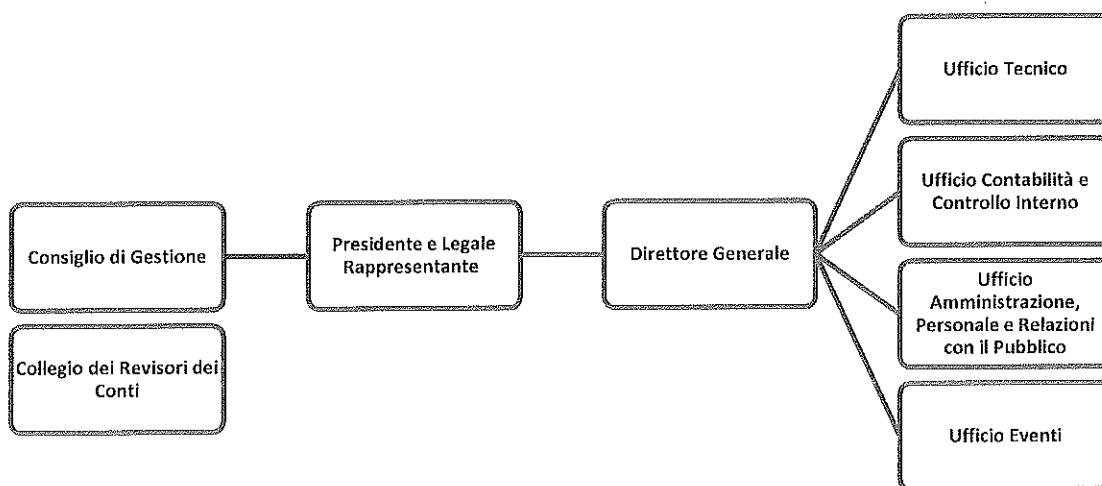 Consiglio di Gestione
Collegio dei Revisori dei
Conti
Presidente e Legale
Rappresentante
Direttore Generale
Ufficio Tecnico
Ufficio Contabilità e
Controllo Interno
Ufficio
Amministrazione,
Personale e Relazioni
con il Pubblico
Ufficio Eventi